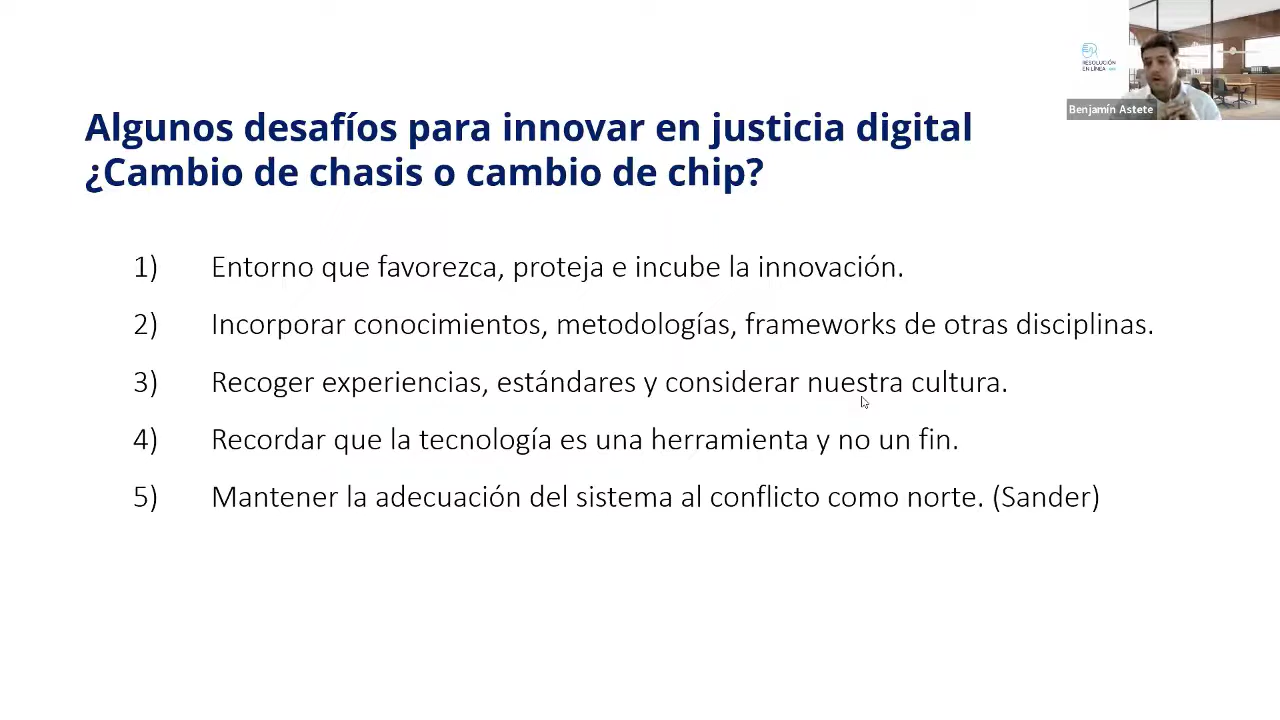 RESOLUCIÓN
EN LÍNEA
Benjamín Astete
Algunos desafíos para innovar en justicia digital
¿Cambio de chasis o cambio de chip?
1) Entorno que favorezca, proteja e incube la innovación.
2) Incorporar conocimientos, metodologías, frameworks de otras disciplinas.
3) Recoger experiencias, estándares y considerar nuestra cultura.
4) Recordar que la tecnología es una herramienta y no un fin.
5) Mantener la adecuación del sistema al conflicto como norte. (Sander)